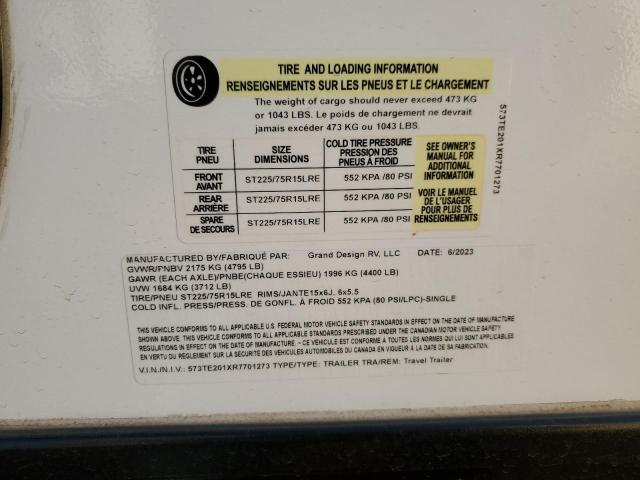 TIRE AND LOADING INFORMATION
RENSEIGNEMENTS SUR LES PNEUS ET LE CHARGEMENT
The weight of cargo should never exceed 473 KG
or 1043 LBS. Le poids de chargement ne devrait
jamais excéder 473 KG ou 1043 LBS.
TIRE PNEU SIZE DIMENSIONS COLD TIRE PRESSURE PRESSION DES PNEUS À FROID
FRONT AVANT ST225/75R15LRE 552 KPA /80 PSI
REAR ARRIÈRE ST225/75R15LRE 552 KPA /80 PSI
SPARE DE SECOURS ST225/75R15LRE 552 KPA /80 PSI
SEE OWNER'S
MANUAL FOR
ADDITIONAL
INFORMATION
VOIR LE MANUEL
DE L'USAGER
POUR PLUS DE
RENSEIGNEMENTS
573TE201XR7701273
MANUFACTURED BY/FABRIQUÉ PAR: Grand Design RV, LLC DATE: 6/2023
GVWR/PNBV 2175 KG (4795 LB)
GAWR (EACH AXLE)/PNBE(CHAQUE ESSIEU) 1996 KG (4400 LB)
UVW 1684 KG (3712 LB)
TIRE/PNEU ST225/75R15LRE RIMS/JANTE15x6J, 6x5.5
COLD INFL. PRESS/PRESS. DE GONFL. À FROID 552 KPA (80 PSI/LPC)-SINGLE
THIS VEHICLE CONFORMS TO ALL APPLICABLE U.S. FEDERAL MOTOR VEHICLE SAFETY STANDARDS IN EFFECT ON THE DATE OF MANUFACTURE
SHOWN ABOVE. THIS VEHICLE CONFORMS TO ALL APPLICABLE STANDARDS PRESCRIBED UNDER THE CANADIAN MOTOR VEHICLE SAFETY
REGULATIONS IN EFFECT ON THE DATE OF MANUFACTURE - CE VEHICULE EST CONFORME A TOUTES LES NORMES QUI LUI SONT APPLICABLES
EN VERTU DU RÈGLEMENT SUR LE SECURITE DES VEHICULES AUTOMOBILES DU CANADA EN VIGUEUR A LA DATE DE SA FABRICATION
V.I.N./N.I.V.: 573TE201XR7701273 TYPE/TYPE: TRAILER TRA/REM: Travel Trailer